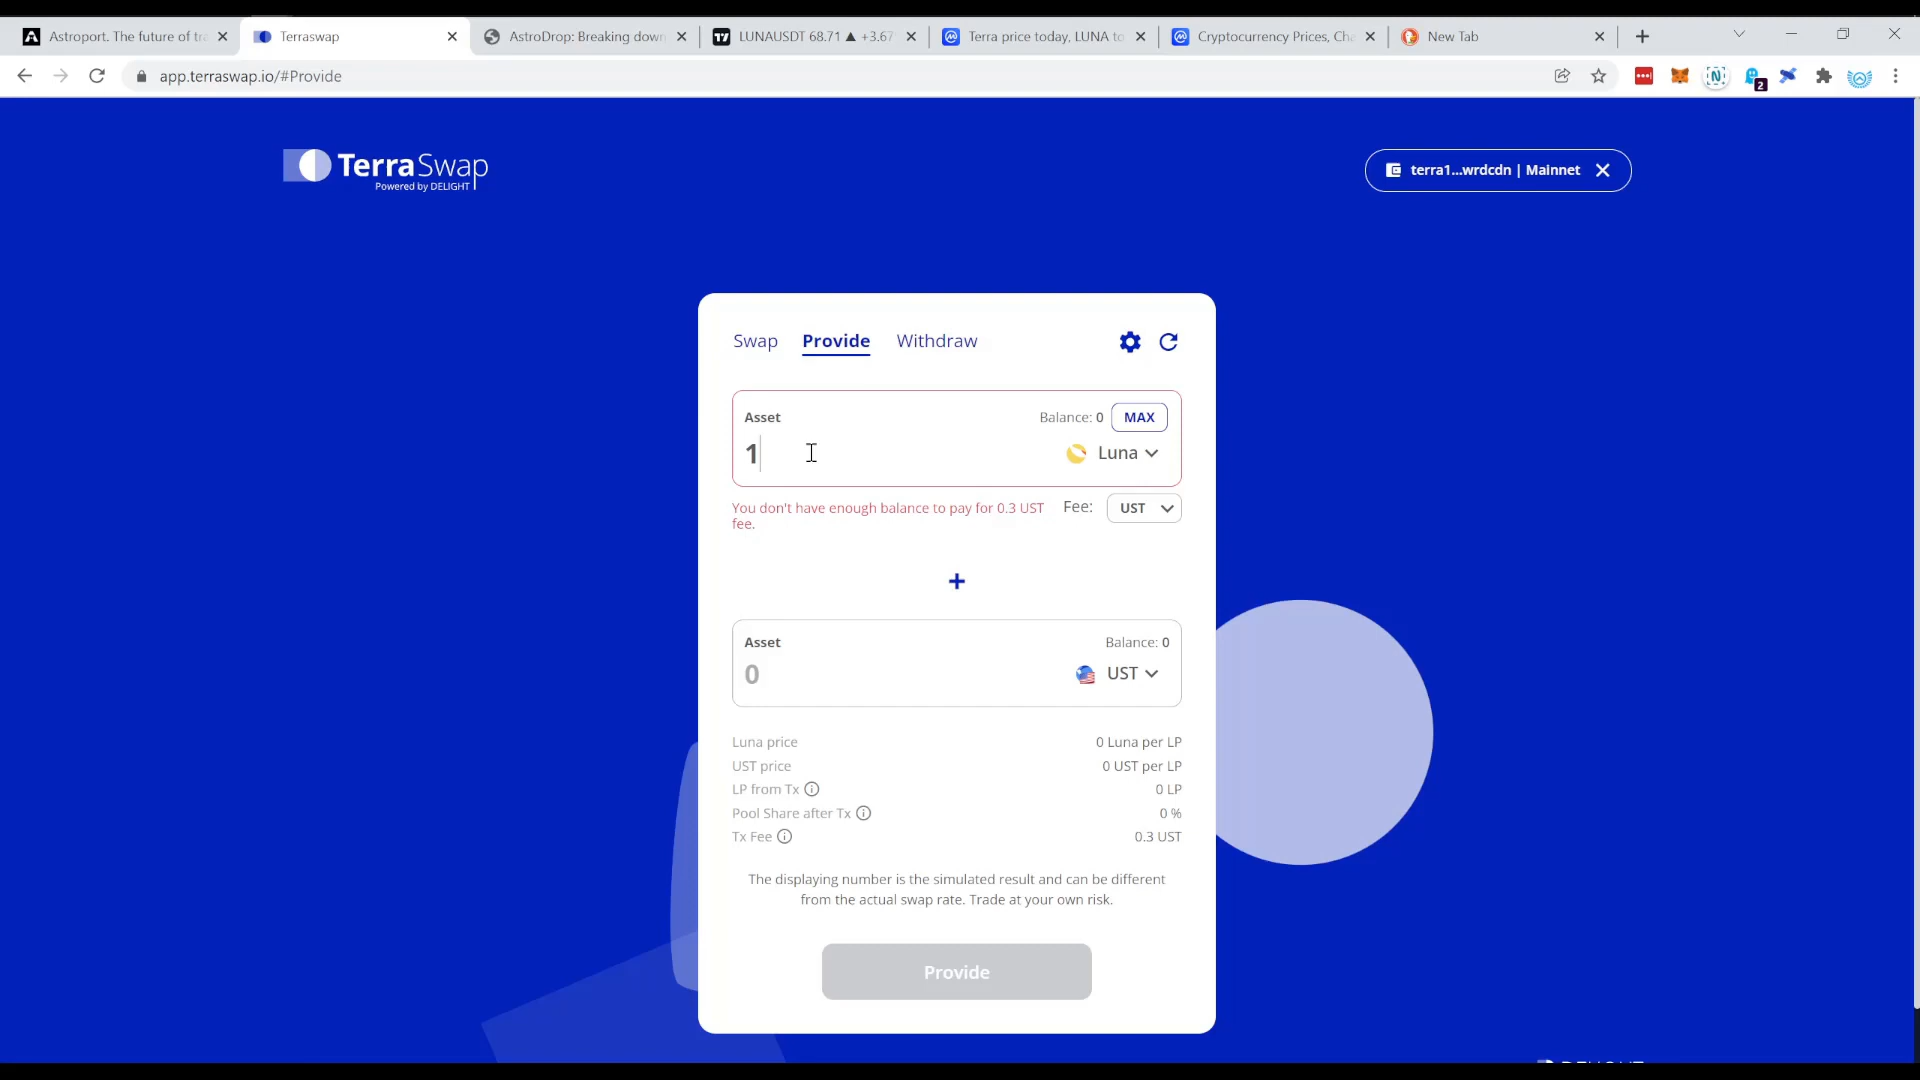 Astroport. The future of tra
Terraswap
AstroDrop: Breaking down
LUNAUSDT 68.71 ▲ +3.67
Terra price today, LUNA to
Cryptocurrency Prices, Cha
New Tab
app.terraswap.io/#Provide
2
TerraSwap
Powered by DELIGHT
terra1...wrdcdn | Mainnet
Swap
Provide
Withdraw
Asset
Balance: 0
MAX
1
Luna
You don't have enough balance to pay for 0.3 UST
fee.
Fee:
UST
+
Asset
Balance: 0
0
UST
Luna price
0 Luna per LP
UST price
0 UST per LP
LP from Tx
0 LP
Pool Share after Tx
0 %
Tx Fee
0.3 UST
The displaying number is the simulated result and can be different
from the actual swap rate. Trade at your own risk.
Provide